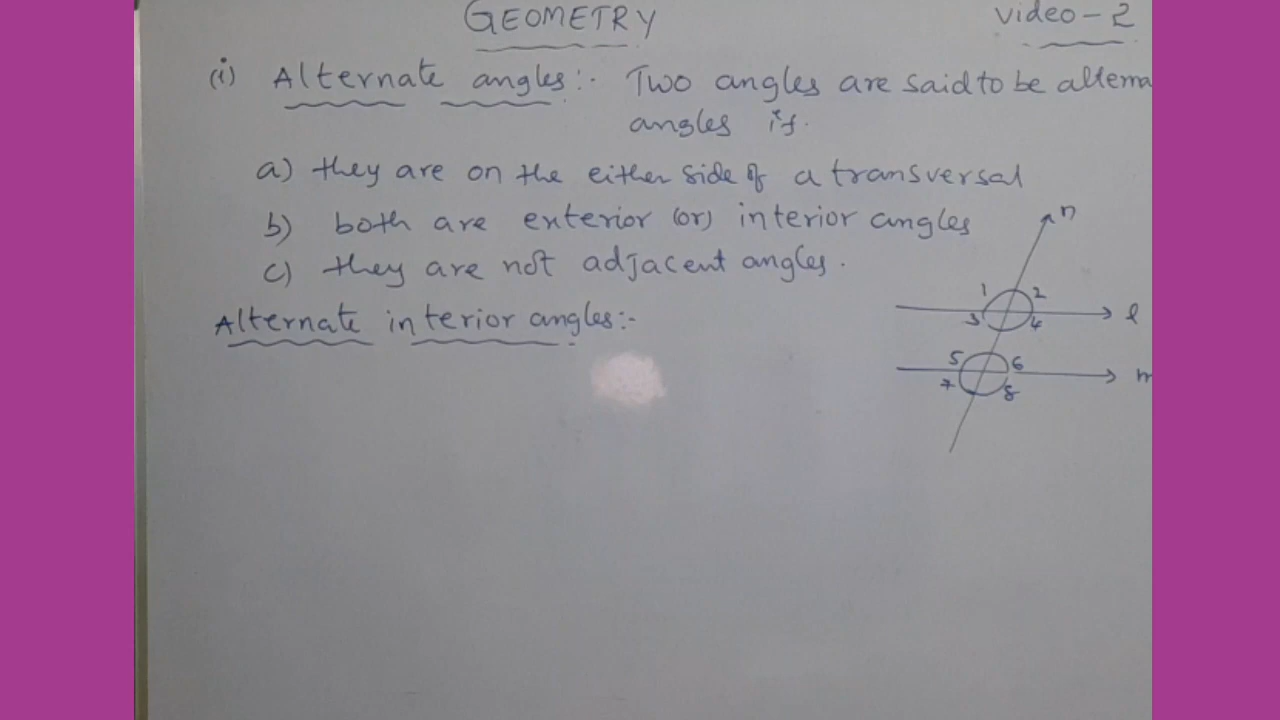 GEOMETRY
Video-2
(i) Alternate angles:- Two angles are said to be alterna
angles if.
a) they are on the either side of a transversal
b) both are exterior (or) interior angles
c) they are not adjacent angles.
Alternate interior angles:-
n
1 2
3 4 l
5 6
7 8 m